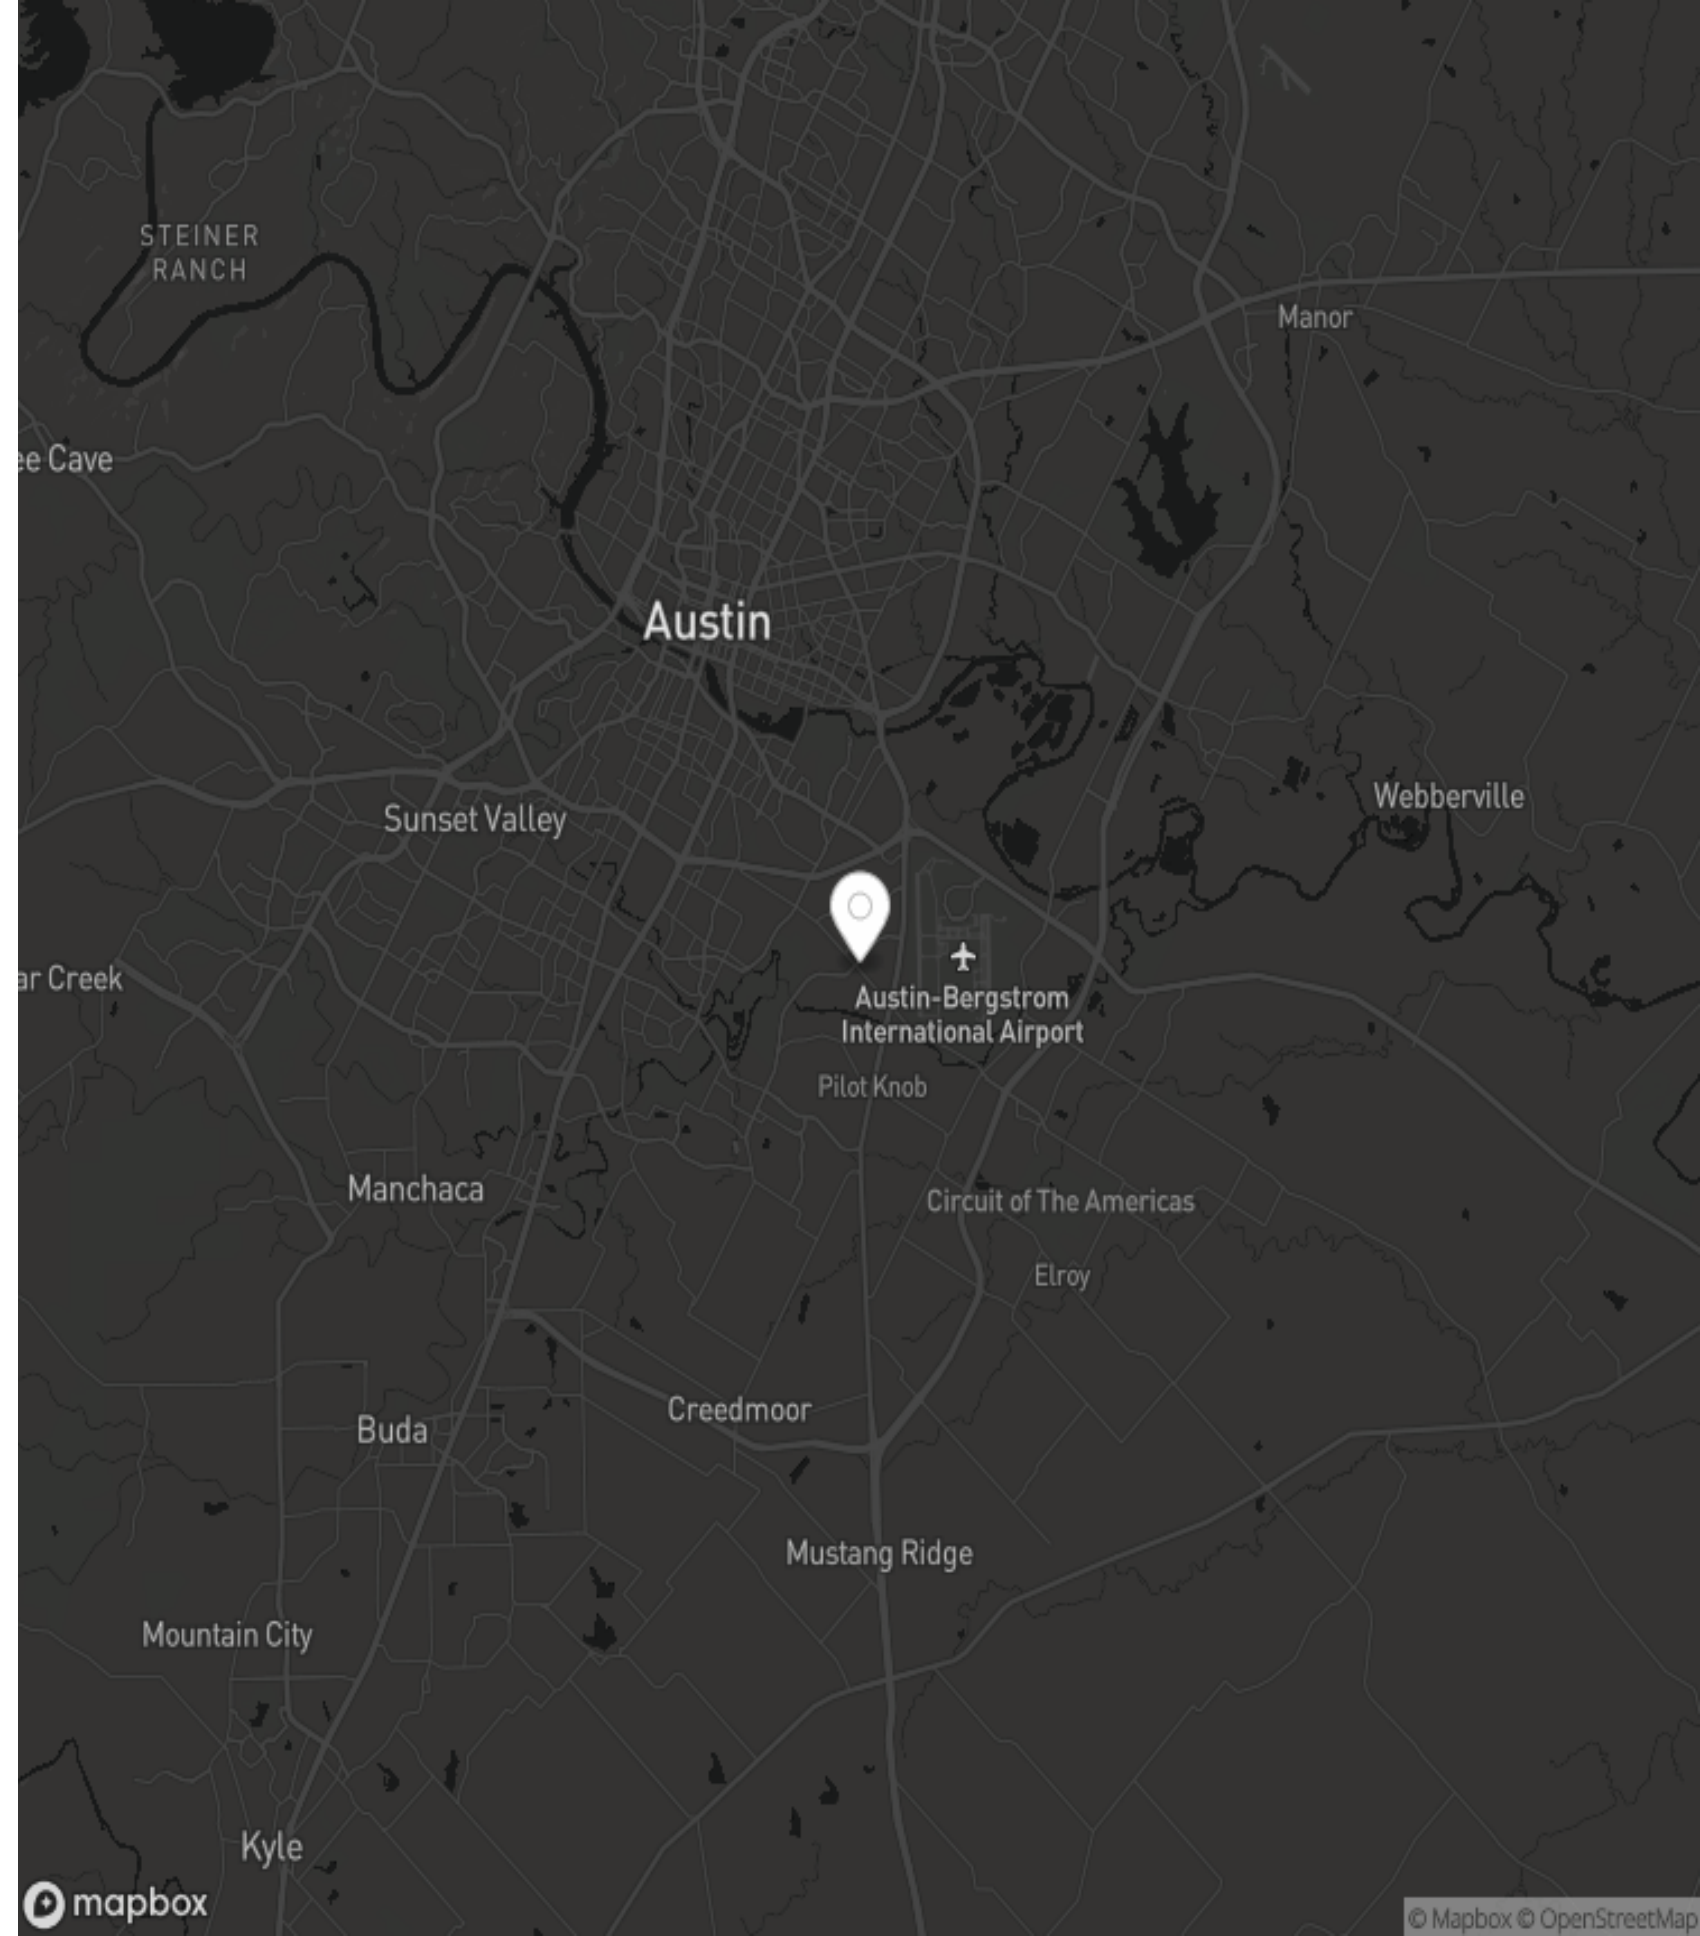 STEINER
RANCH
Manor
ee Cave
Austin
Webberville
Sunset Valley
ar Creek
Austin-Bergstrom
International Airport
Pilot Knob
Manchaca
Circuit of The Americas
Elroy
Creedmoor
Buda
Mustang Ridge
Mountain City
Kyle
mapbox
© Mapbox © OpenStreetMap